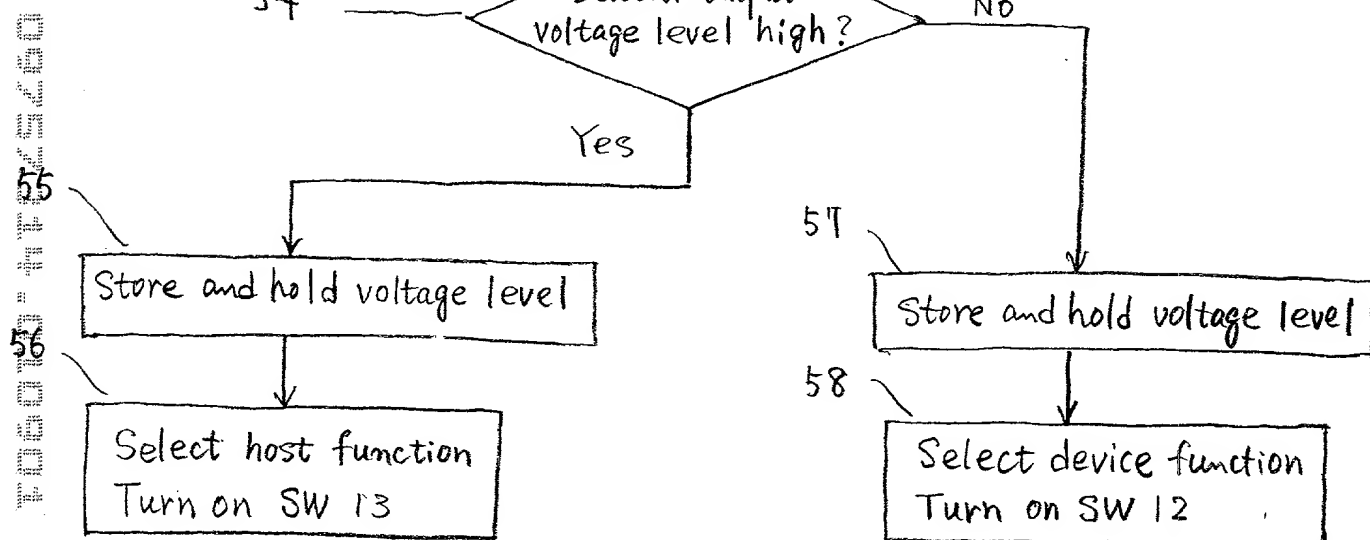 54
No
voltage level high?
Yes
55
57
Store and hold voltage level
Store and hold voltage level
56
58
Select host function
Turn on SW 13
Select device function
Turn on SW 12